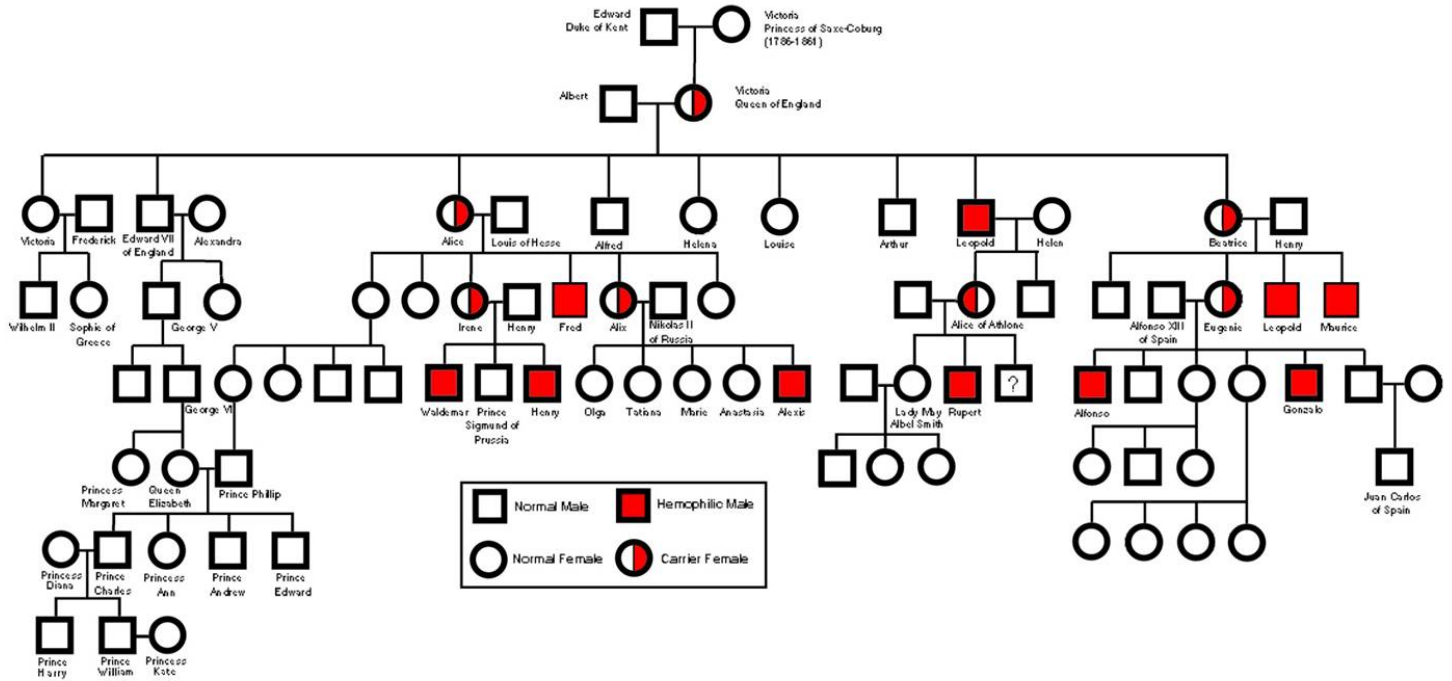 Edward
Duke of Kent
Victoria
Princess of Saxe-Coburg
(1786-1861)
Albert
Victoria
Queen of England
Victoria
Frederick
Edward VII
of England
Alexandra
Alice
Louis of Hesse
Alfred
Helena
Louise
Arthur
Leopold
Helen
Beatrice
Henry
Wilhelm II
Sophie of
Greece
George V
Irene
Henry
Fred
Alix
Nikolas II
of Russia
Alice of Athlone
Alfonso XIII
of Spain
Eugenie
Leopold
Maurice
George VI
Waldemar
Prince
Sigmund of
Prussia
Henry
Olga
Tatiana
Marie
Anastasia
Alexis
Lady May
Abel Smith
Rupert
?
Alfonso
Gonzalo
Princess
Margaret
Queen
Elizabeth
Prince Phillip
Juan Carlos
of Spain
Normal Male
Hemophilic Male
Normal Female
Carrier Female
Princess
Diana
Prince
Charles
Princess
Ann
Prince
Andrew
Prince
Edward
Prince
Harry
Prince
William
Princess
Kate